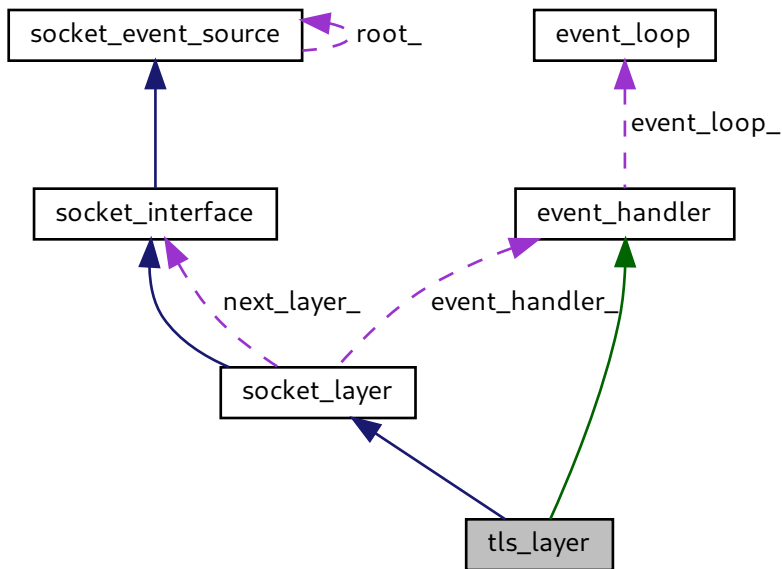 socket_event_source
root_
event_loop
event_loop_
socket_interface
event_handler
next_layer_
event_handler_
socket_layer
tls_layer